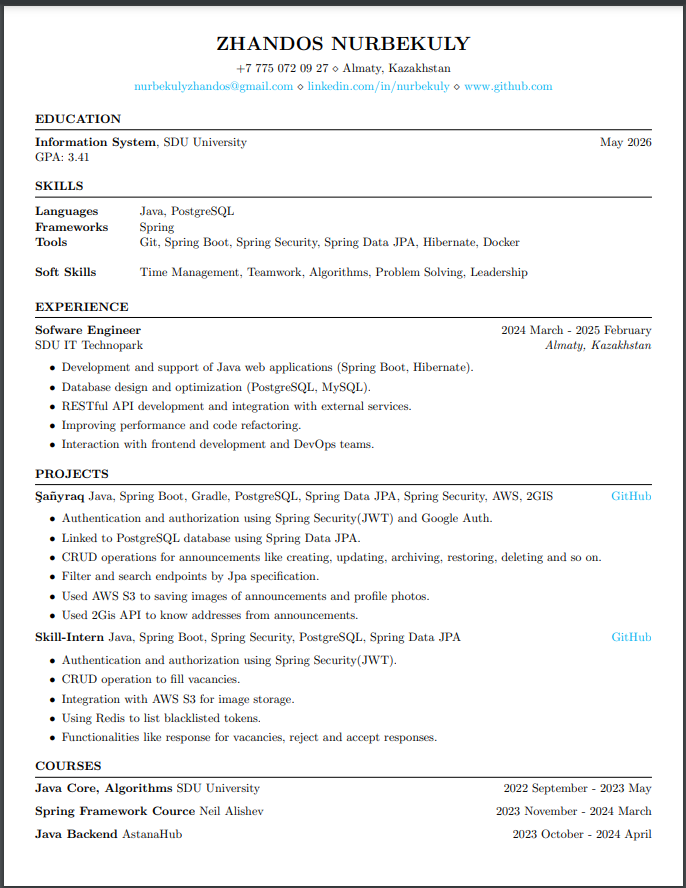 ZHANDOS NURBEKULY
+7 775 072 09 27 ⋄ Almaty, Kazakhstan
nurbekulyzhandos@gmail.com ⋄ linkedin.com/in/nurbekuly ⋄ www.github.com
EDUCATION
Information System, SDU University May 2026
GPA: 3.41
SKILLS
Languages Java, PostgreSQL
Frameworks Spring
Tools Git, Spring Boot, Spring Security, Spring Data JPA, Hibernate, Docker
Soft Skills Time Management, Teamwork, Algorithms, Problem Solving, Leadership
EXPERIENCE
Sofware Engineer 2024 March - 2025 February
SDU IT Technopark Almaty, Kazakhstan
• Development and support of Java web applications (Spring Boot, Hibernate).
• Database design and optimization (PostgreSQL, MySQL).
• RESTful API development and integration with external services.
• Improving performance and code refactoring.
• Interaction with frontend development and DevOps teams.
PROJECTS
Şañyraq Java, Spring Boot, Gradle, PostgreSQL, Spring Data JPA, Spring Security, AWS, 2GIS GitHub
• Authentication and authorization using Spring Security(JWT) and Google Auth.
• Linked to PostgreSQL database using Spring Data JPA.
• CRUD operations for announcements like creating, updating, archiving, restoring, deleting and so on.
• Filter and search endpoints by Jpa specification.
• Used AWS S3 to saving images of announcements and profile photos.
• Used 2Gis API to know addresses from announcements.
Skill-Intern Java, Spring Boot, Spring Security, PostgreSQL, Spring Data JPA GitHub
• Authentication and authorization using Spring Security(JWT).
• CRUD operation to fill vacancies.
• Integration with AWS S3 for image storage.
• Using Redis to list blacklisted tokens.
• Functionalities like response for vacancies, reject and accept responses.
COURSES
Java Core, Algorithms SDU University 2022 September - 2023 May
Spring Framework Cource Neil Alishev 2023 November - 2024 March
Java Backend AstanaHub 2023 October - 2024 April